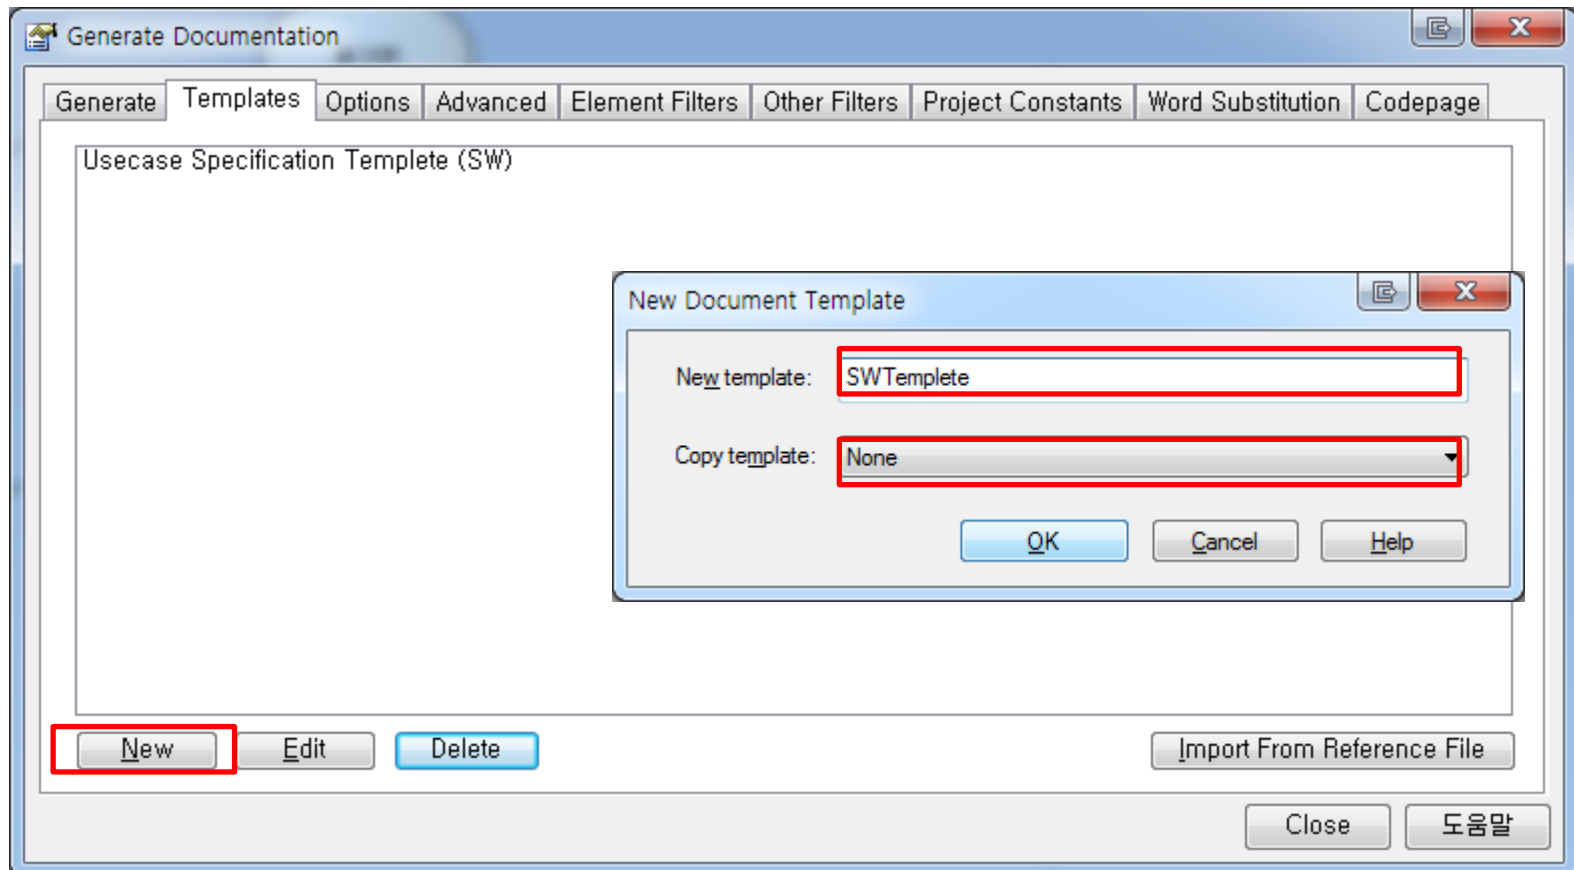 Generate Documentation
Generate Templates Options Advanced Element Filters Other Filters Project Constants Word Substitution Codepage
Usecase Specification Templete (SW)
New Document Template
New template: SWTemplete
Copy template: None
OK Cancel Help
New Edit Delete Import From Reference File
Close 도움말